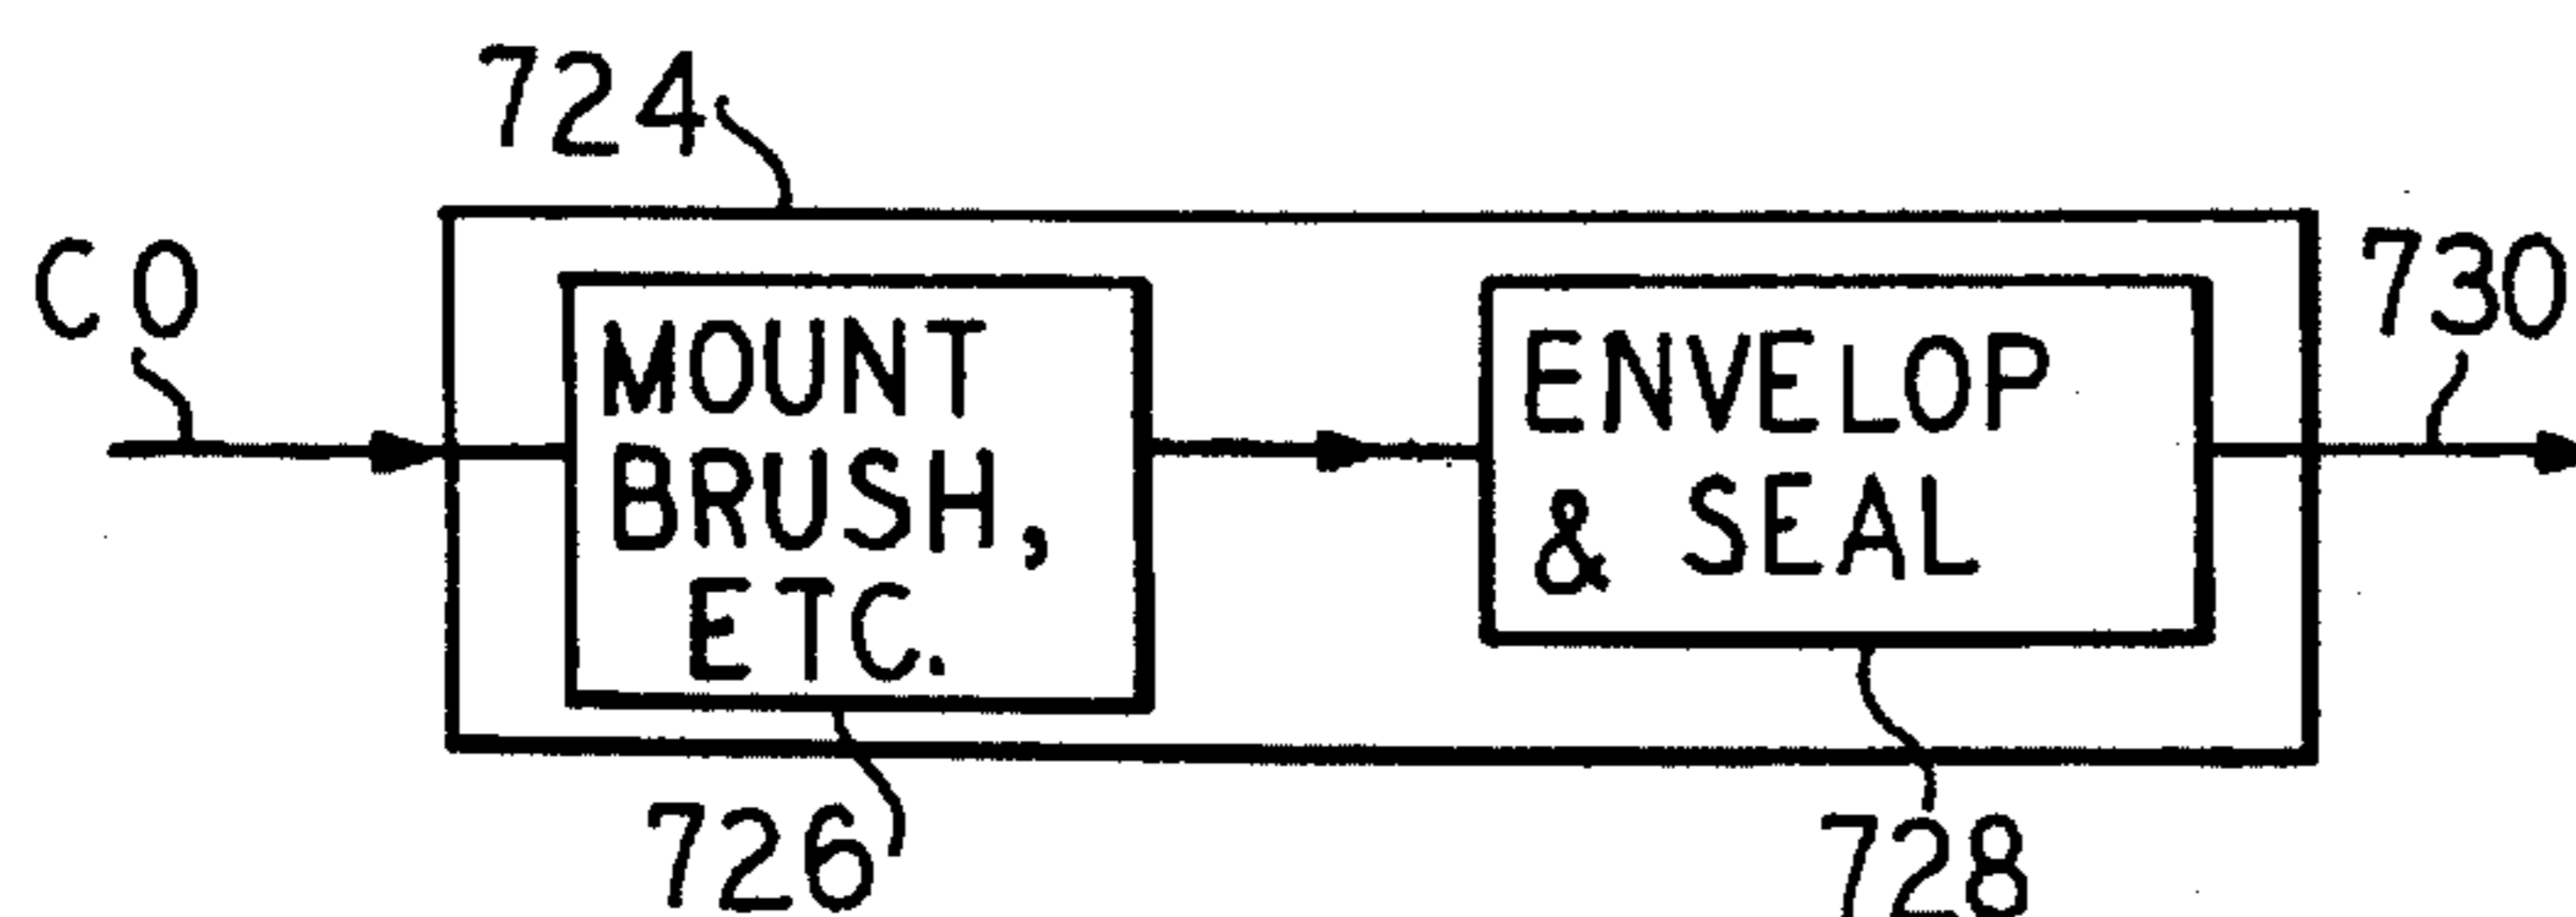 724
CO
730
MOUNT
BRUSH,
ETC.
ENVELOP
& SEAL
726
728